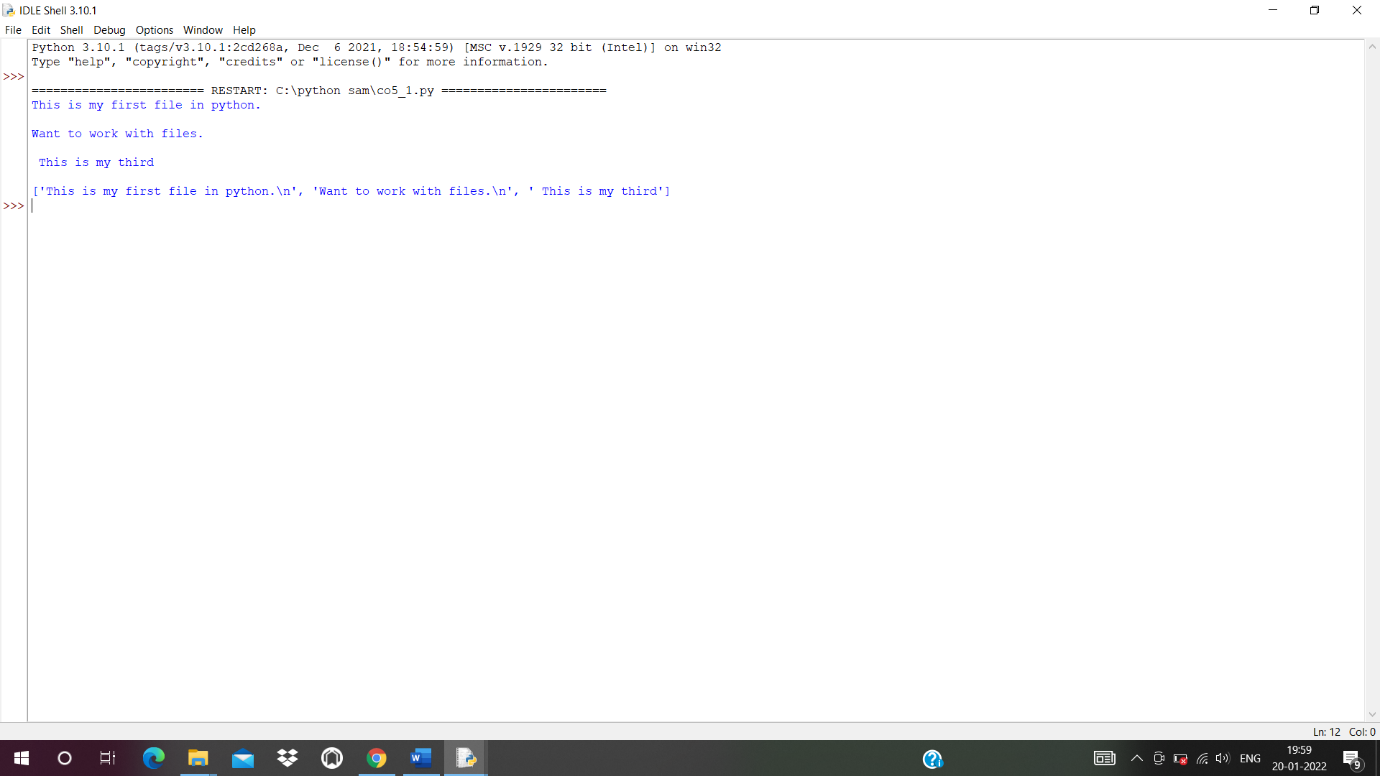 IDLE Shell 3.10.1
File Edit Shell Debug Options Window Help
Python 3.10.1 (tags/v3.10.1:2cd268a, Dec  6 2021, 18:54:59) [MSC v.1929 32 bit (Intel)] on win32
Type "help", "copyright", "credits" or "license()" for more information.
>>>
======================== RESTART: C:\python sam\co5_1.py =======================
This is my first file in python.
Want to work with files.
 This is my third
['This is my first file in python.\n', 'Want to work with files.\n', ' This is my third']
>>>
Ln: 12 Col: 0
W
ENG
19:59
20-01-2022
9